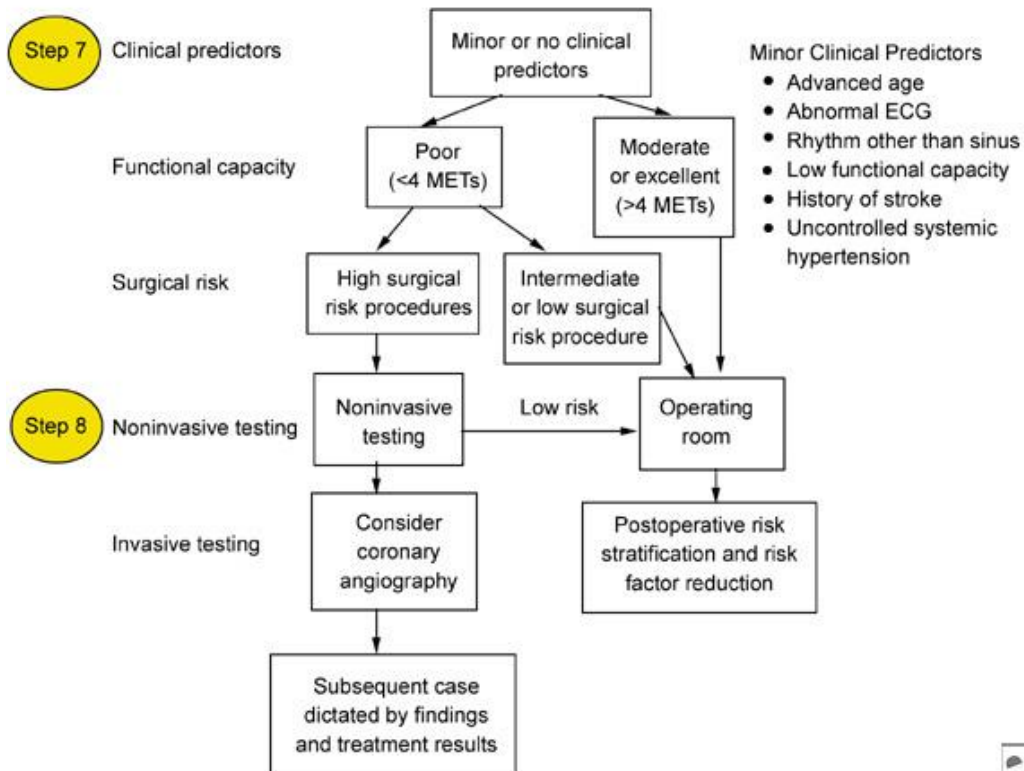 Step 7
Clinical predictors
Minor or no clinical
predictors
Minor Clinical Predictors
• Advanced age
• Abnormal ECG
• Rhythm other than sinus
• Low functional capacity
• History of stroke
• Uncontrolled systemic
hypertension
Functional capacity
Poor
(<4 METs)
Moderate
or excellent
(>4 METs)
Surgical risk
High surgical
risk procedures
Intermediate
or low surgical
risk procedure
Step 8
Noninvasive testing
Noninvasive
testing
Low risk
Operating
room
Invasive testing
Consider
coronary
angiography
Postoperative risk
stratification and risk
factor reduction
Subsequent case
dictated by findings
and treatment results